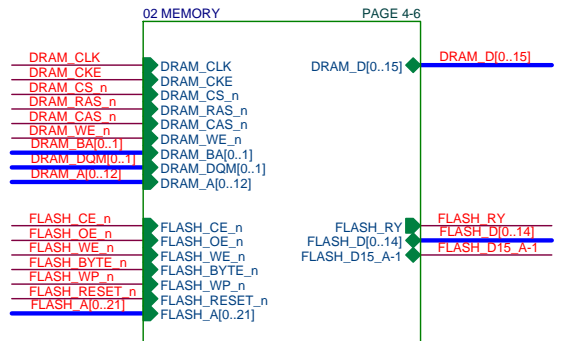 02 MEMORY PAGE 4-6
DRAM_CLK DRAM_CLK DRAM_D[0..15] DRAM_D[0..15]
DRAM_CKE DRAM_CKE
DRAM_CS_n DRAM_CS_n
DRAM_RAS_n DRAM_RAS_n
DRAM_CAS_n DRAM_CAS_n
DRAM_WE_n DRAM_WE_n
DRAM_BA[0..1] DRAM_BA[0..1]
DRAM_DQM[0..1] DRAM_DQM[0..1]
DRAM_A[0..12] DRAM_A[0..12]
FLASH_CE_n FLASH_CE_n FLASH_RY FLASH_RY
FLASH_OE_n FLASH_OE_n FLASH_D[0..14] FLASH_D[0..14]
FLASH_WE_n FLASH_WE_n FLASH_D15_A-1 FLASH_D15_A-1
FLASH_BYTE_n FLASH_BYTE_n
FLASH_WP_n FLASH_WP_n
FLASH_RESET_n FLASH_RESET_n
FLASH_A[0..21] FLASH_A[0..21]